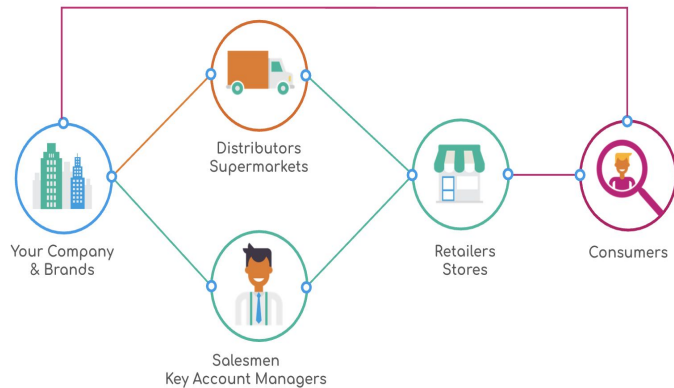 Distributors
Supermarkets
Your Company
& Brands
Retailers
Stores
Consumers
Salesmen
Key Account Managers